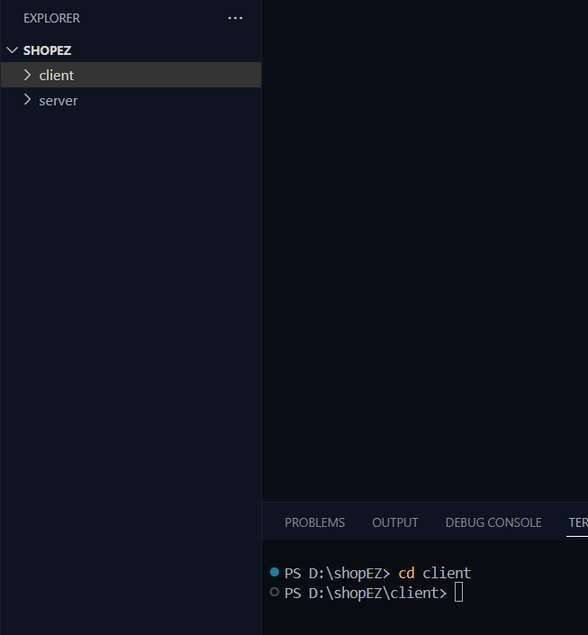 EXPLORER
SHOPEZ
client
server
PROBLEMS OUTPUT DEBUG CONSOLE TER
PS D:\shopEZ> cd client
PS D:\shopEZ\client>